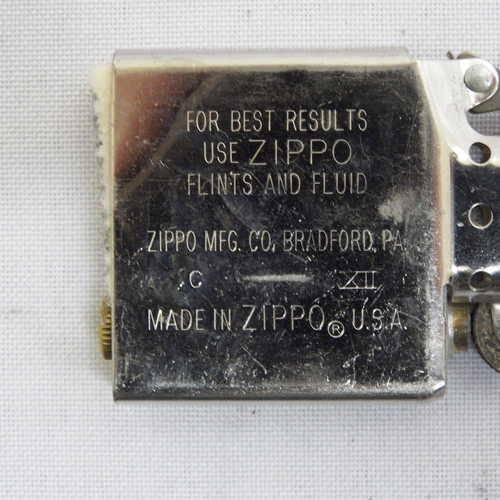 FOR BEST RESULTS
USE ZIPPO
FLINTS AND FLUID
ZIPPO MFG. CO. BRADFORD, PA.
C — XII
MADE IN ZIPPO® U.S.A.